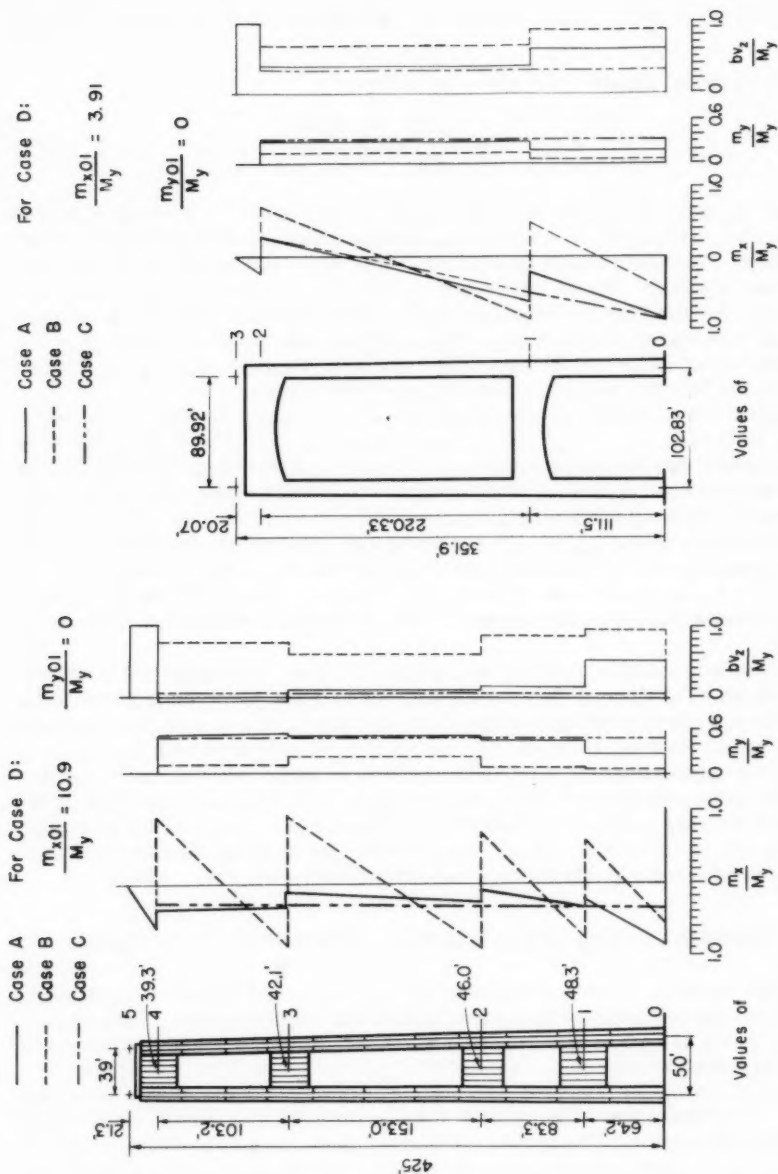 Case A
Case B
Case C
For Case D:
m_x01 / M_y = 10.9
m_y01 / M_y = 0
39'
39.3'
42.1'
46.0'
48.3'
50'
5
4
3
2
1
0
21.3'
103.2'
153.0'
83.3'
64.2'
425'
Values of
1.0 0 1.0
m_x / M_y
0 0.6
m_y / M_y
0 1.0
bv_z / M_y
Case A
Case B
Case C
For Case D:
m_x01 / M_y = 3.91
m_y01 / M_y = 0
89.92'
102.83'
3
2
1
0
20.07'
220.33'
111.5'
351.9'
Values of
1.0 0 1.0
m_x / M_y
0 0.6
m_y / M_y
0 1.0
bv_z / M_y